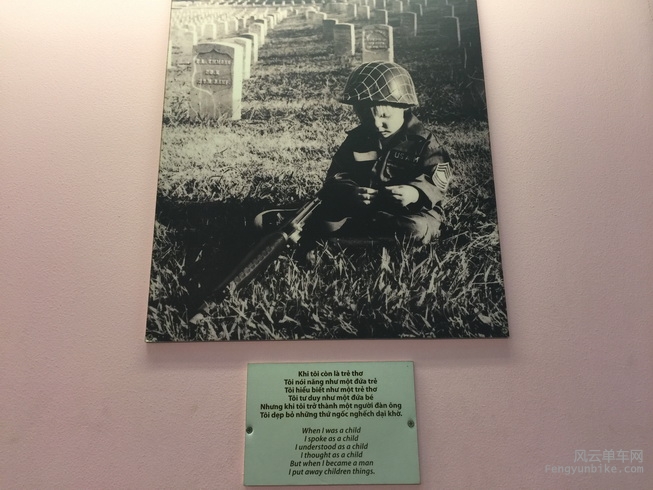 U.S.A
Khi tôi còn là trẻ thơ
Tôi nói năng như một đứa trẻ
Tôi hiểu biết như một trẻ thơ
Tôi tư duy như một đứa bé
Nhưng khi tôi trở thành một người đàn ông
Tôi dẹp bỏ những thứ ngốc nghếch dại khờ.
When I was a child
I spoke as a child
I understood as a child
I thought as a child
But when I became a man
I put away children things.
风云单车网
Fengyunbike.com